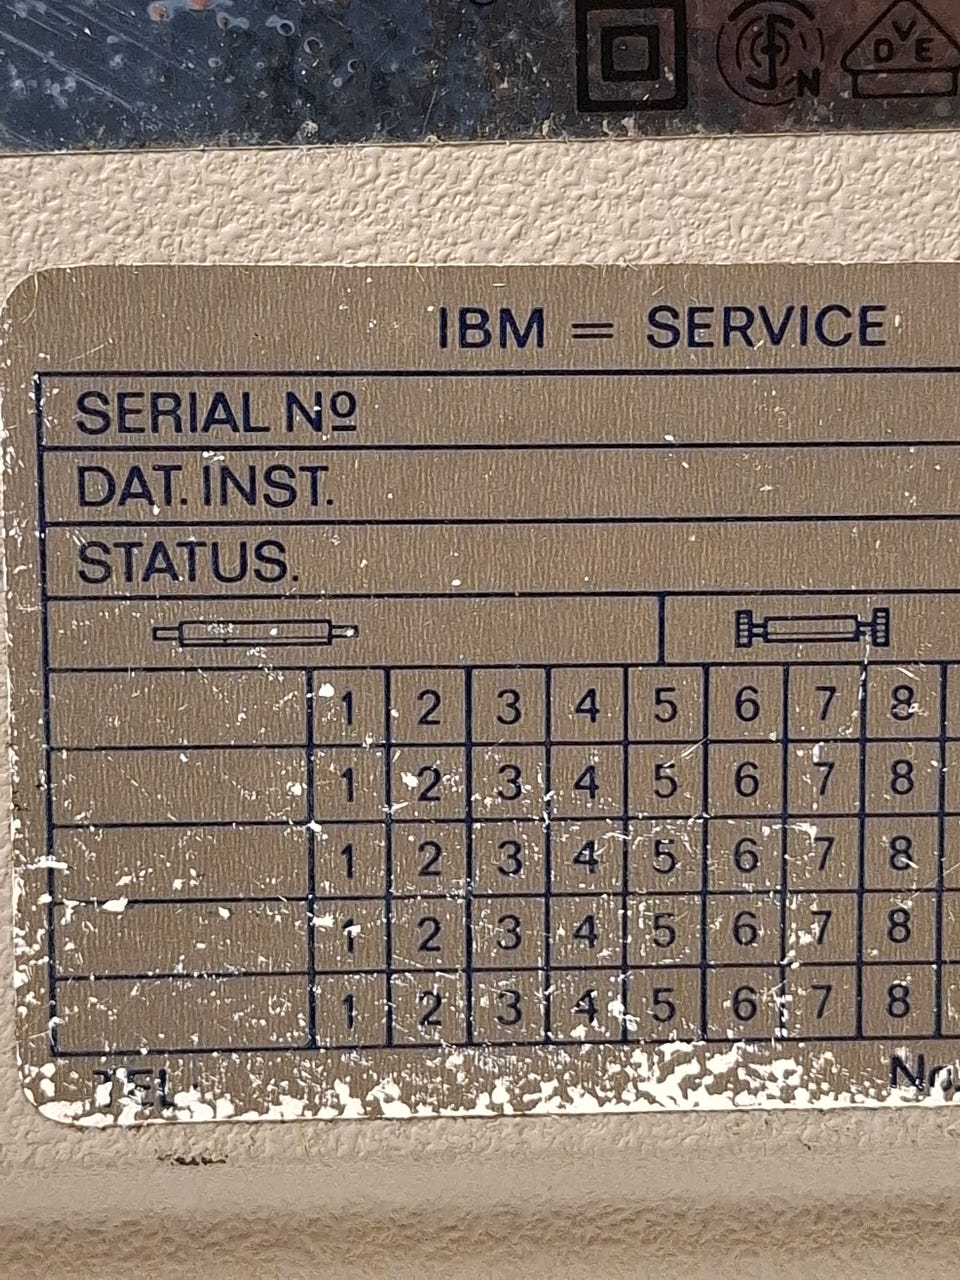 N D V E
IBM = SERVICE
SERIAL Nº
DAT. INST.
STATUS.
1 2 3 4 5 6 7 8
1 2 3 4 5 6 7 8
1 2 3 4 5 6 7 8
1 2 3 4 5 6 7 8
1 2 3 4 5 6 7 8
TEL. No.